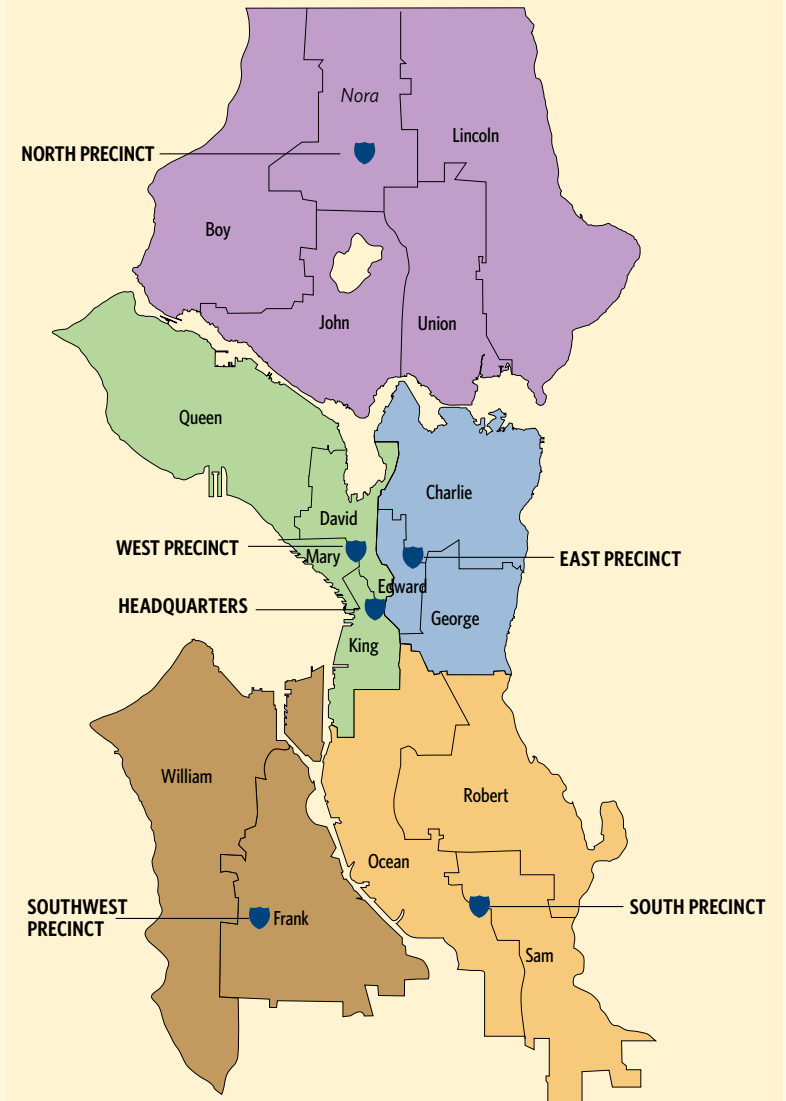 Nora
Lincoln
NORTH PRECINCT
Boy
John
Union
Queen
Charlie
David
WEST PRECINCT
Mary
EAST PRECINCT
Edward
HEADQUARTERS
George
King
William
Robert
Ocean
SOUTHWEST
PRECINCT
Frank
SOUTH PRECINCT
Sam